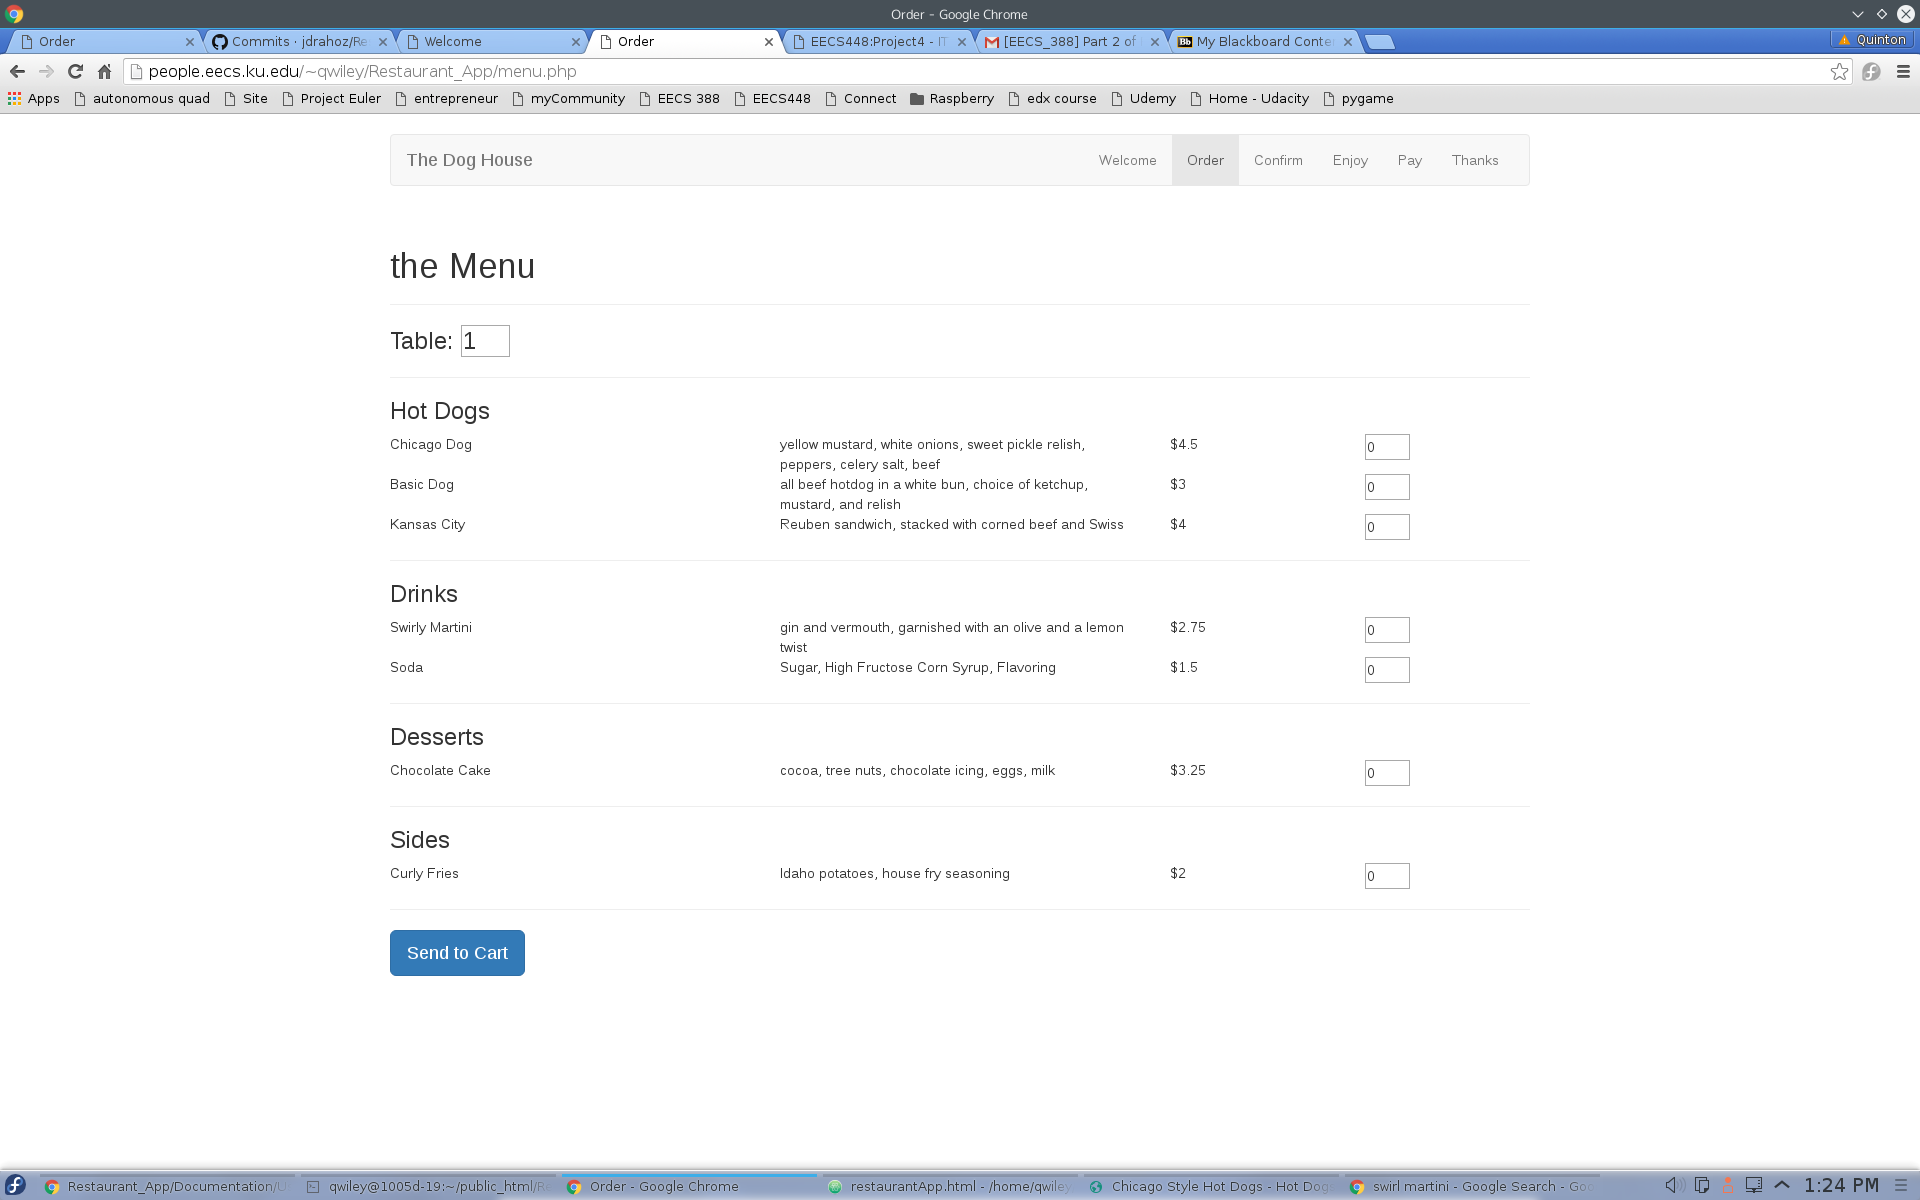 Order - Google Chrome
Order
Commits · jdrahoz/Re
Welcome
Order
EECS448:Project4 - IT
[EECS_388] Part 2 of
My Blackboard Conte
Quinton
people.eecs.ku.edu/~qwiley/Restaurant_App/menu.php
Apps autonomous quad Site Project Euler entrepreneur myCommunity EECS 388 EECS448 Connect Raspberry edx course Udemy Home - Udacity pygame
The Dog House Welcome Order Confirm Enjoy Pay Thanks
the Menu
Table: 1
Hot Dogs
Chicago Dog yellow mustard, white onions, sweet pickle relish, $4.5 0
peppers, celery salt, beef
Basic Dog all beef hotdog in a white bun, choice of ketchup, $3 0
mustard, and relish
Kansas City Reuben sandwich, stacked with corned beef and Swiss $4 0
Drinks
Swirly Martini gin and vermouth, garnished with an olive and a lemon $2.75 0
twist
Soda Sugar, High Fructose Corn Syrup, Flavoring $1.5 0
Desserts
Chocolate Cake cocoa, tree nuts, chocolate icing, eggs, milk $3.25 0
Sides
Curly Fries Idaho potatoes, house fry seasoning $2 0
Send to Cart
Restaurant_App/Documentation/U
qwiley@1005d-19:~/public_html/Re
Order - Google Chrome
restaurantApp.html - /home/qwiley
Chicago Style Hot Dogs - Hot Dog
swirl martini - Google Search - Goo
1:24 PM